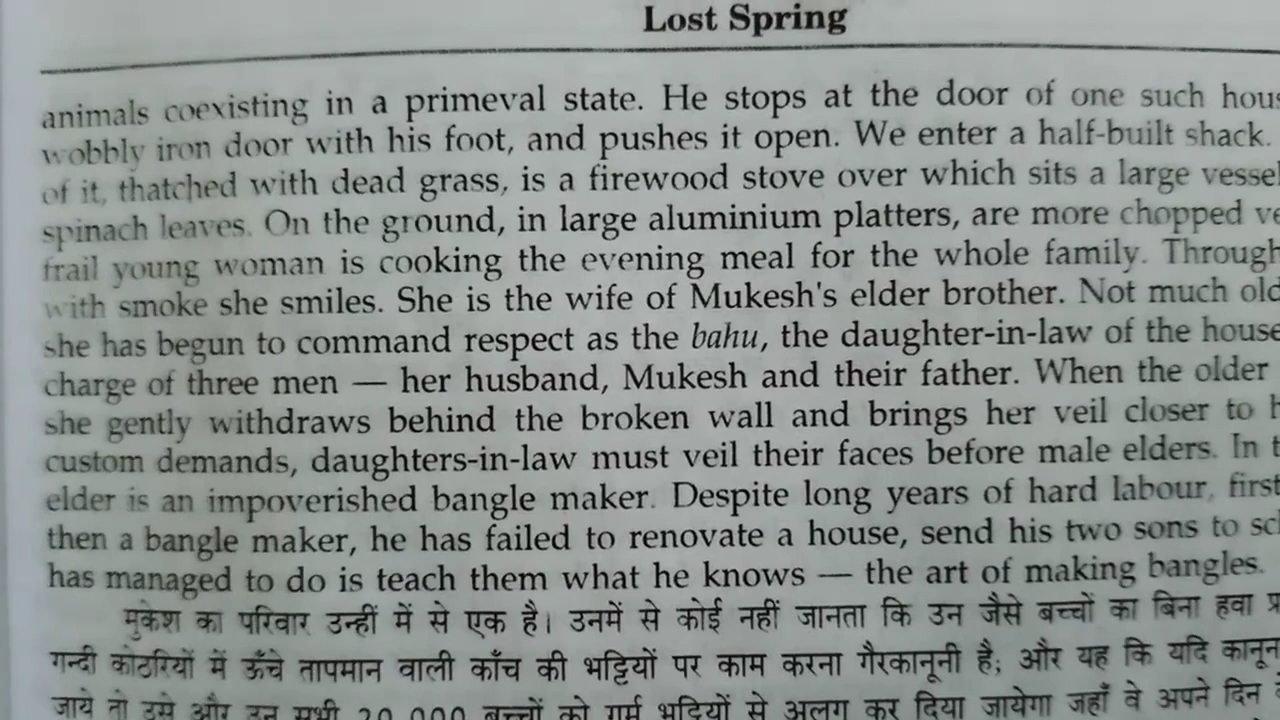 Lost Spring
animals coexisting in a primeval state. He stops at the door of one such
wobbly iron door with his foot, and pushes it open. We enter a half-built shack.
of it, thatched with dead grass, is a firewood stove over which sits a large
spinach leaves. On the ground, in large aluminium platters, are more chopped
frail young woman is cooking the evening meal for the whole family. Through
with smoke she smiles. She is the wife of Mukesh's elder brother. Not much
she has begun to command respect as the bahu, the daughter-in-law of the house
charge of three men — her husband, Mukesh and their father. When the older
she gently withdraws behind the broken wall and brings her veil closer to
custom demands, daughters-in-law must veil their faces before male elders. In
elder is an impoverished bangle maker. Despite long years of hard labour, first
then a bangle maker, he has failed to renovate a house, send his two sons to
has managed to do is teach them what he knows — the art of making bangles.
मुकेश का परिवार उन्हीं में से एक है। उनमें से कोई नहीं जानता कि उन जैसे बच्चों का बिना हवा
गन्दी कोठरियों में ऊँचे तापमान वाली काँच की भट्टियों पर काम करना गैरकानूनी है; और यह कि यदि कानून
जाये तो उसे और उन सभी 20,000 बच्चों को गर्म भट्टियों से अलग कर दिया जायेगा जहाँ वे अपने दिन